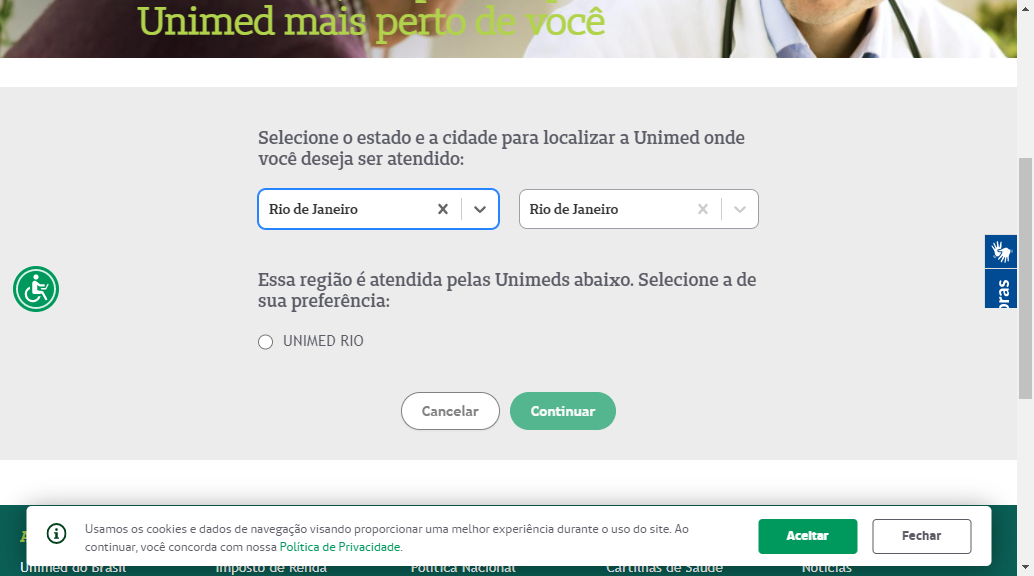 Unimed mais perto de você
Selecione o estado e a cidade para localizar a Unimed onde
você deseja ser atendido:
Rio de Janeiro
Rio de Janeiro
Essa região é atendida pelas Unimeds abaixo. Selecione a de
sua preferência:
UNIMED RIO
Cancelar
Continuar
Usamos os cookies e dados de navegação visando proporcionar uma melhor experiência durante o uso do site. Ao
continuar, você concorda com nossa Política de Privacidade.
Aceitar
Fechar
Unimed do Brasil
Imposto de Renda
Política Nacional
Cartilhas de Saúde
Notícias